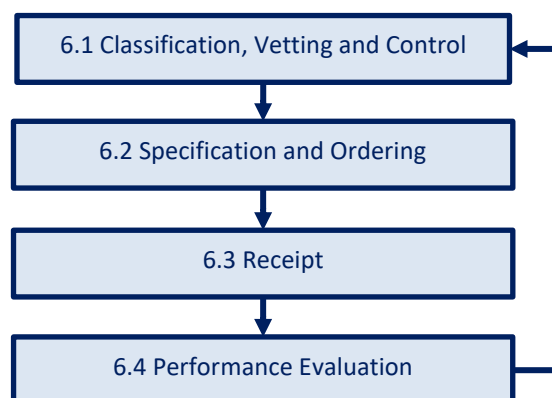 6.1 Classification, Vetting and Control
6.2 Specification and Ordering
6.3 Receipt
6.4 Performance Evaluation